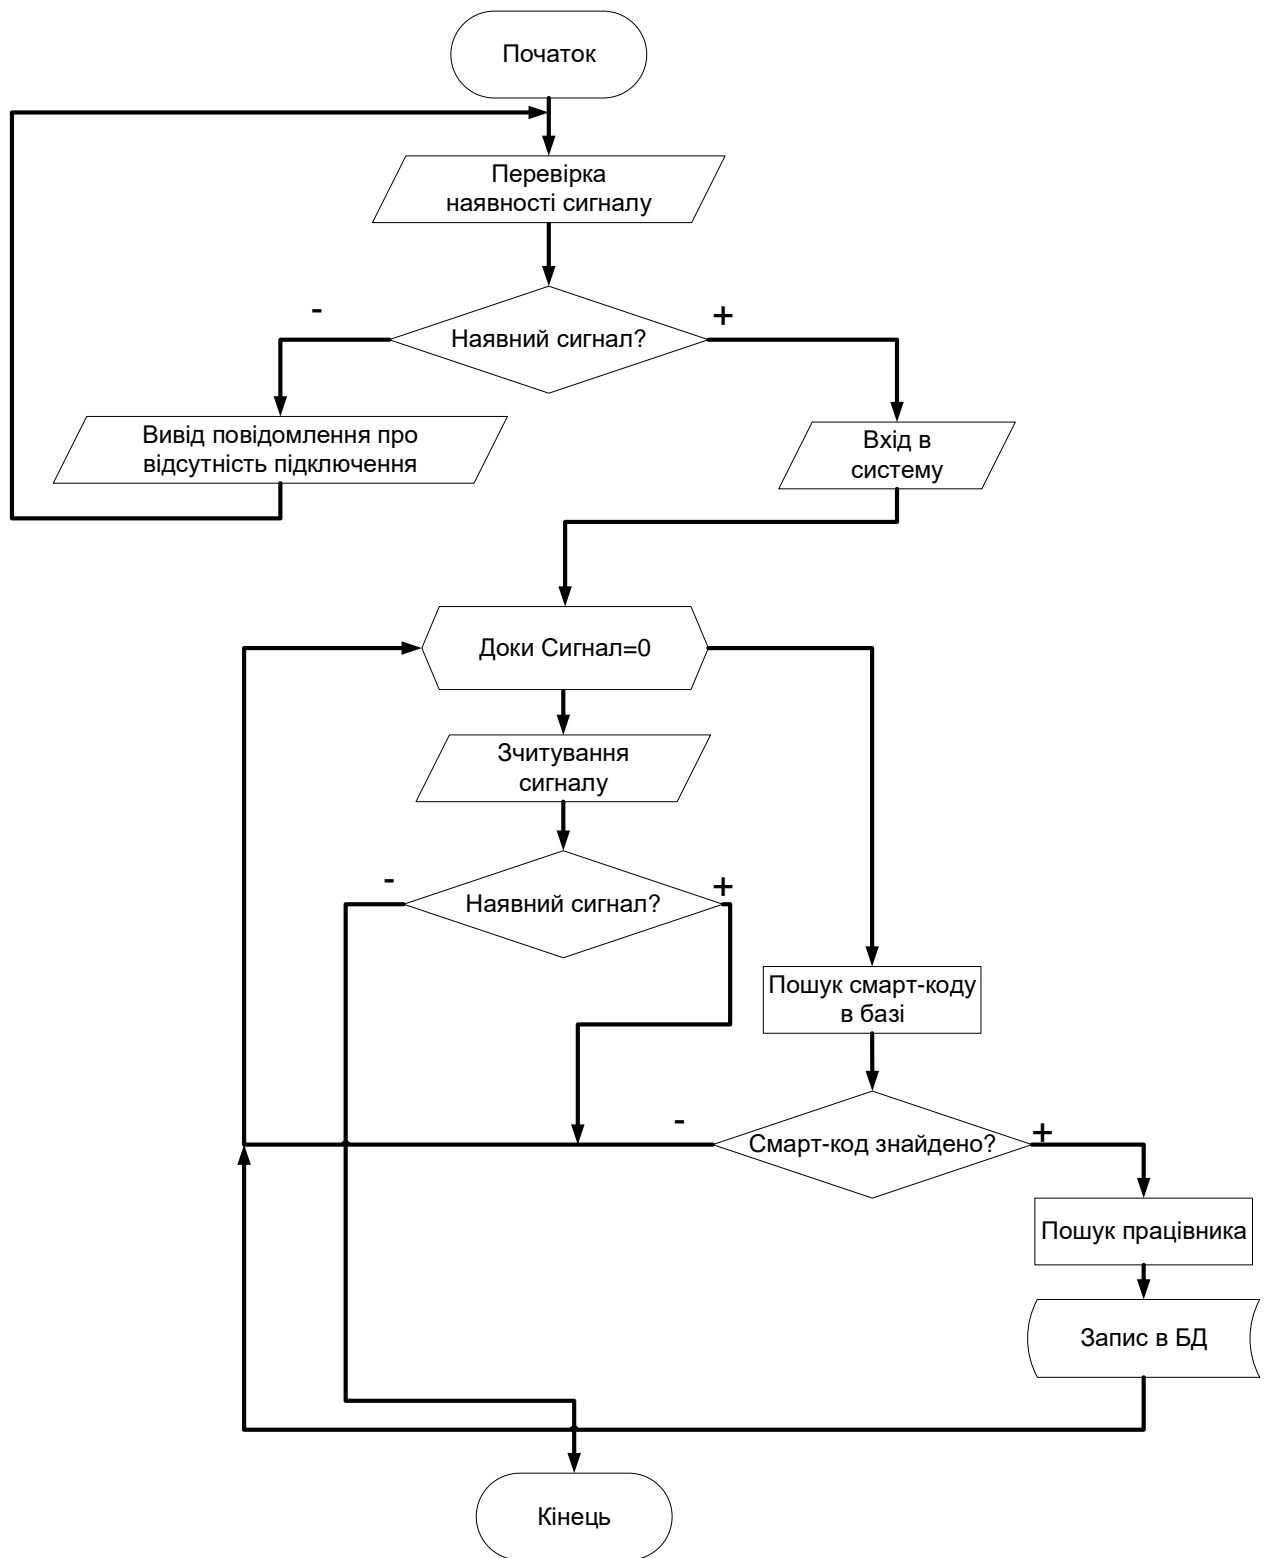 Початок
Перевірка
наявності сигналу
-
+
Наявний сигнал?
Вивід повідомлення про
відсутність підключення
Вхід в
систему
Доки Сигнал=0
Зчитування
сигналу
-
+
Наявний сигнал?
Пошук смарт-коду
в базі
-
+
Смарт-код знайдено?
Пошук працівника
Запис в БД
Кінець